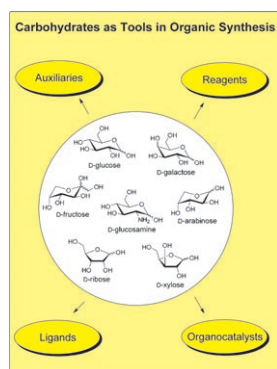 Carbohydrates as Tools in Organic Synthesis
Auxiliaries
Reagents
D-glucose
D-galactose
D-fructose
D-glucosamine
D-arabinose
D-ribose
D-xylose
Ligands
Organocatalysts